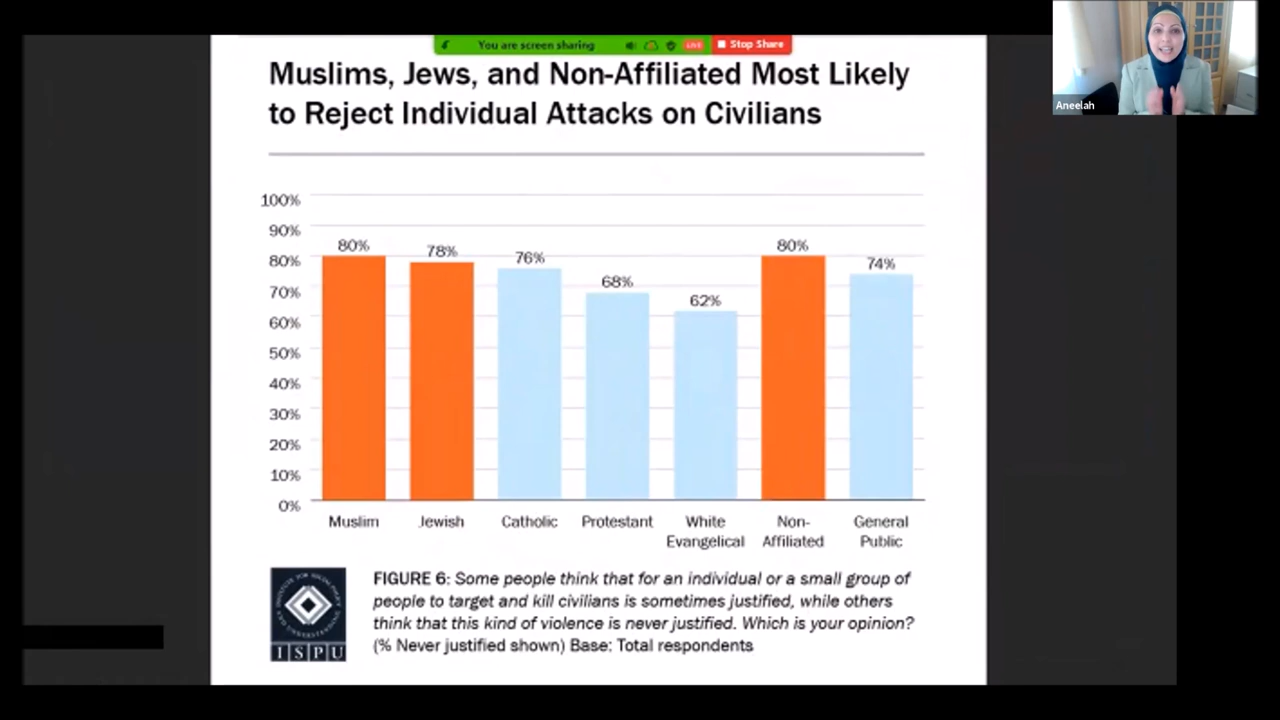 You are screen sharing
LIVE
Stop Share
Aneelah
Muslims, Jews, and Non-Affiliated Most Likely
to Reject Individual Attacks on Civilians
100%
90%
80%
70%
60%
50%
40%
30%
20%
10%
0%
80%
78%
76%
68%
62%
80%
74%
Muslim
Jewish
Catholic
Protestant
White
Evangelical
Non-
Affiliated
General
Public
FIGURE 6: Some people think that for an individual or a small group of
people to target and kill civilians is sometimes justified, while others
think that this kind of violence is never justified. Which is your opinion?
(% Never justified shown) Base: Total respondents
ISPU